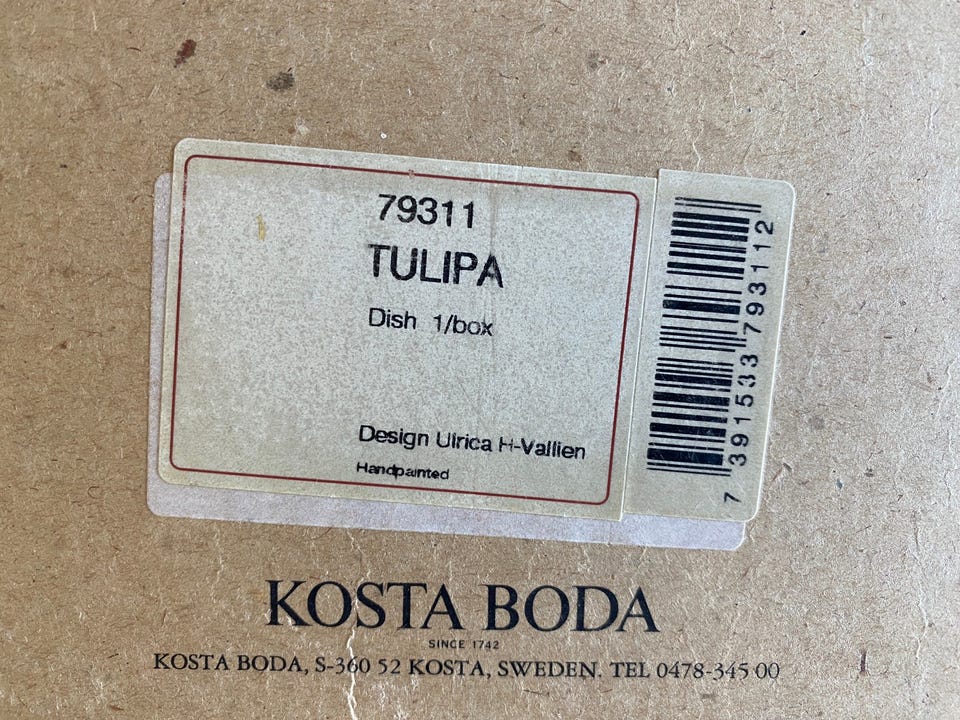 79311
TULIPA
Dish 1/box
Design Ulrica H-Vallien
Handpainted
7 391533 793112
KOSTA BODA
SINCE 1742
KOSTA BODA, S-360 52 KOSTA, SWEDEN. TEL 0478-345 00